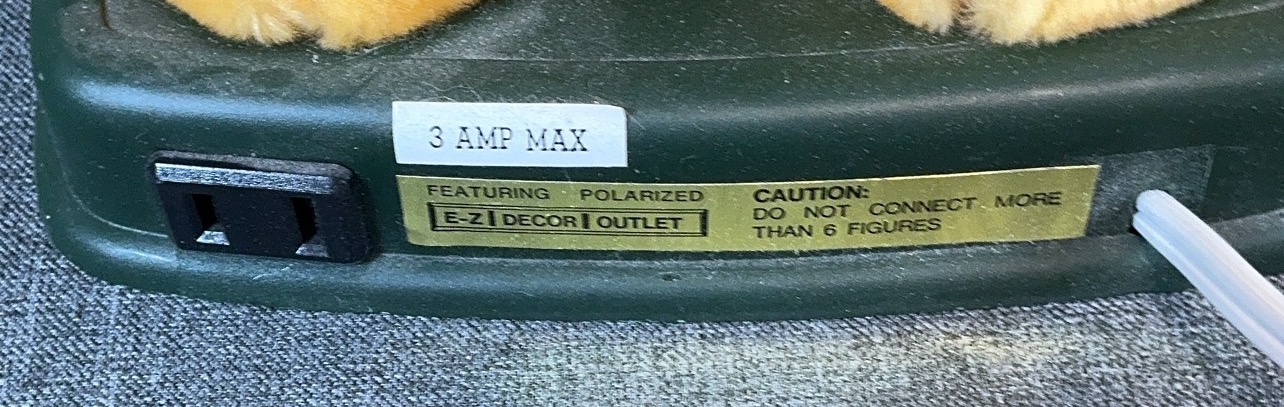 3 AMP MAX
FEATURING POLARIZED
E-Z DECOR OUTLET
CAUTION:
DO NOT CONNECT MORE
THAN 6 FIGURES